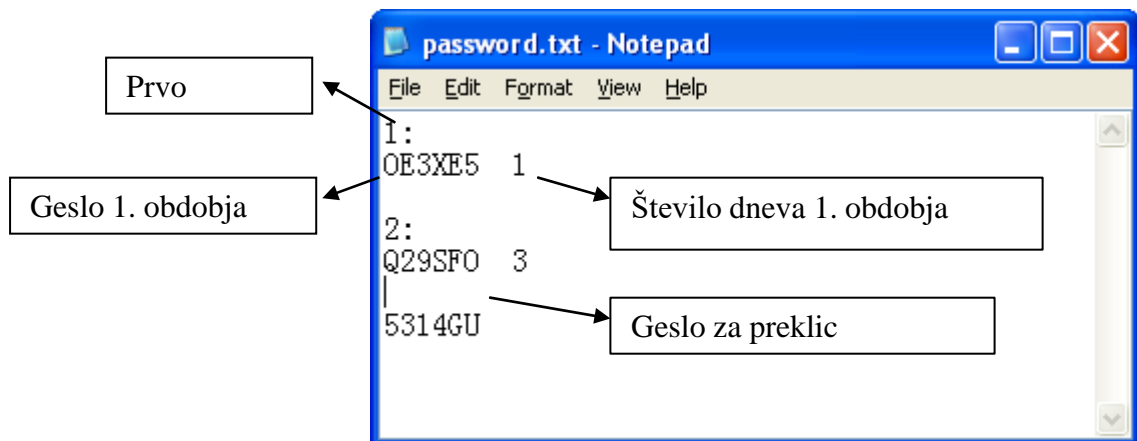 password.txt - Notepad
File Edit Format View Help
Prvo
1:
OE3XE5 1
Geslo 1. obdobja
Število dneva 1. obdobja
2:
Q29SFO 3
5314GU
Geslo za preklic